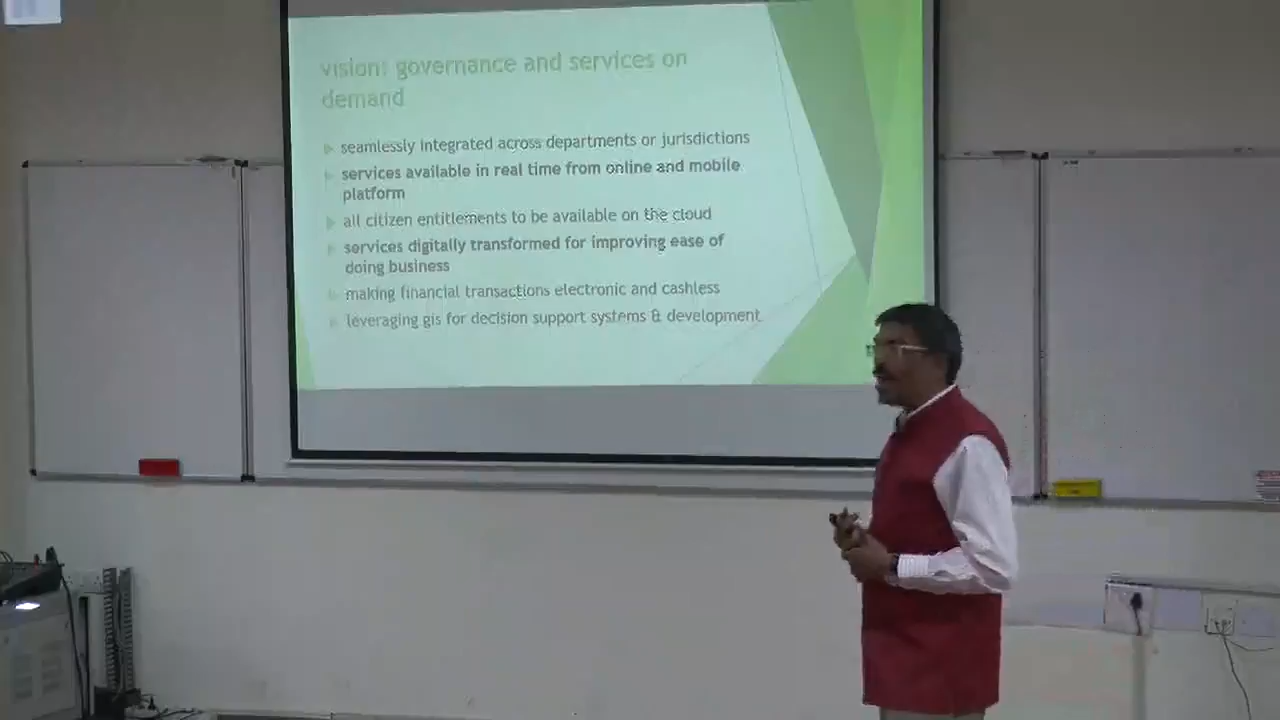 vision: governance and services on
demand
seamlessly integrated across departments or jurisdictions
services available in real time from online and mobile
platform
all citizen entitlements to be available on the cloud
services digitally transformed for improving ease of
doing business
making financial transactions electronic and cashless
leveraging gis for decision support systems & development